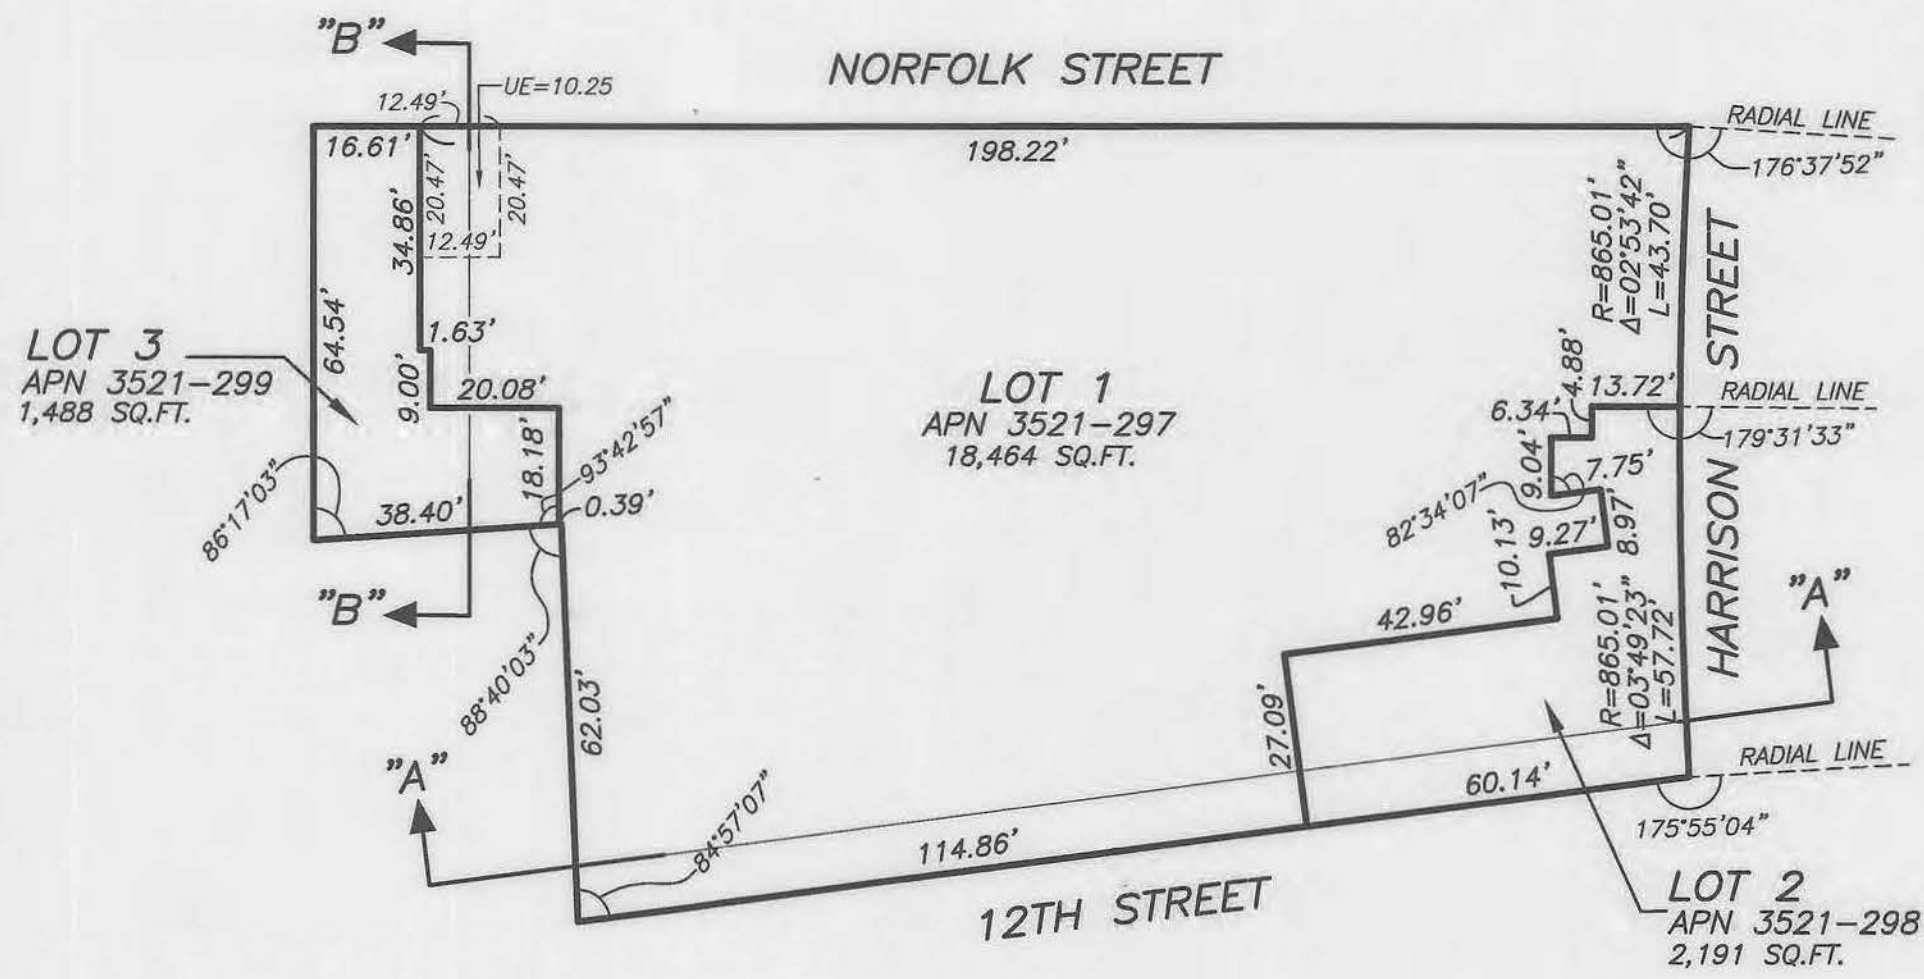 "B"
NORFOLK STREET
UE=10.25
12.49'
16.61'
198.22'
RADIAL LINE
176°37'52"
20.47'
20.47'
12.49'
34.86'
1.63'
9.00'
20.08'
64.54'
LOT 3
APN 3521-299
1,488 SQ.FT.
86°17'03"
38.40'
18.18'
93°42'57"
0.39'
LOT 1
APN 3521-297
18,464 SQ.FT.
R=865.01'
Δ=02°53'42"
L=43.70'
HARRISON STREET
4.88'
13.72'
RADIAL LINE
179°31'33"
6.34'
9.04'
7.75'
82°34'07"
8.97'
9.27'
10.13'
42.96'
"B"
88°40'03"
62.03'
27.09'
R=865.01'
Δ=03°49'23"
L=57.72'
"A"
"A"
84°57'07"
114.86'
60.14'
RADIAL LINE
175°55'04"
12TH STREET
LOT 2
APN 3521-298
2,191 SQ.FT.